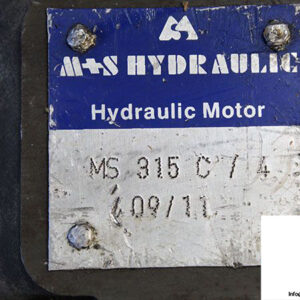 M+S HYDRAULIC
Hydraulic Motor
MS 315 C / 4
09/11